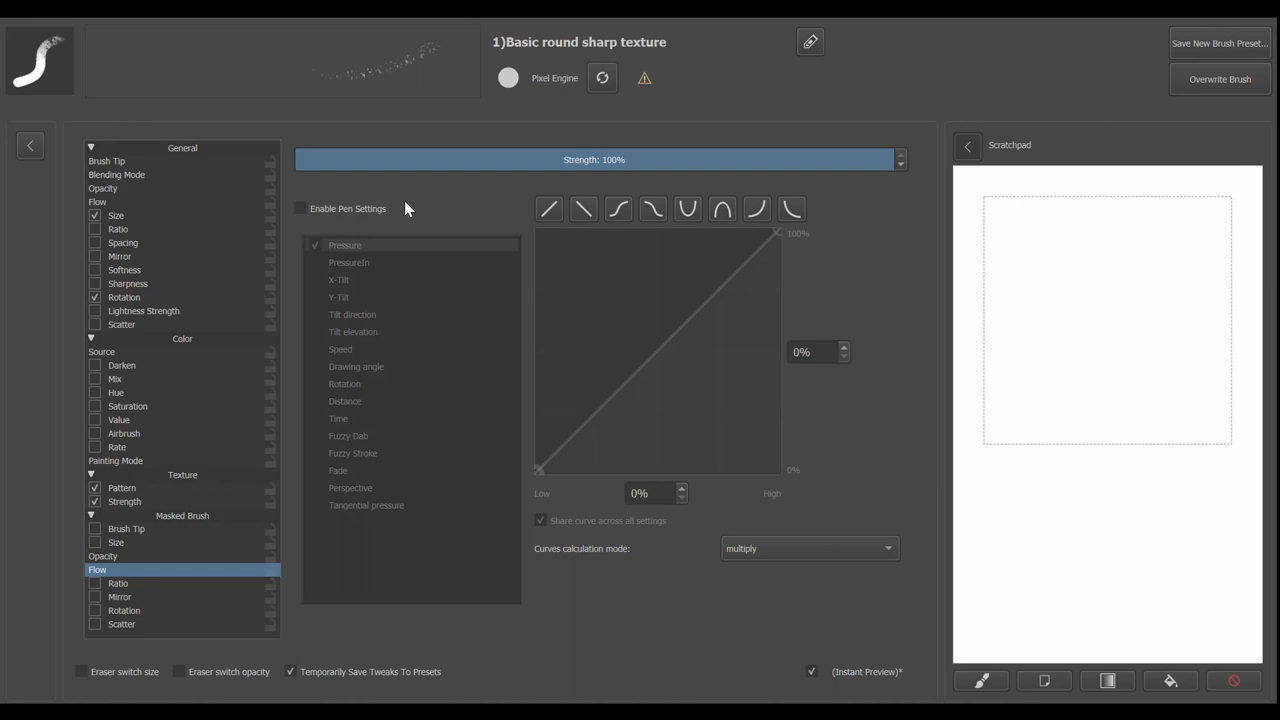 1)Basic round sharp texture
Pixel Engine
Save New Brush Preset...
Overwrite Brush
General
Brush Tip
Blending Mode
Opacity
Flow
Size
Ratio
Spacing
Mirror
Softness
Sharpness
Rotation
Lightness Strength
Scatter
Color
Source
Darken
Mix
Hue
Saturation
Value
Airbrush
Rate
Painting Mode
Texture
Pattern
Strength
Masked Brush
Brush Tip
Size
Opacity
Flow
Ratio
Mirror
Rotation
Scatter
Strength: 100%
Enable Pen Settings
Pressure
PressureIn
X-Tilt
Y-Tilt
Tilt direction
Tilt elevation
Speed
Drawing angle
Rotation
Distance
Time
Fuzzy Dab
Fuzzy Stroke
Fade
Perspective
Tangential pressure
100%
0%
0%
Low
0%
High
Share curve across all settings
Curves calculation mode:
multiply
Scratchpad
Eraser switch size
Eraser switch opacity
Temporarily Save Tweaks To Presets
(Instant Preview)*